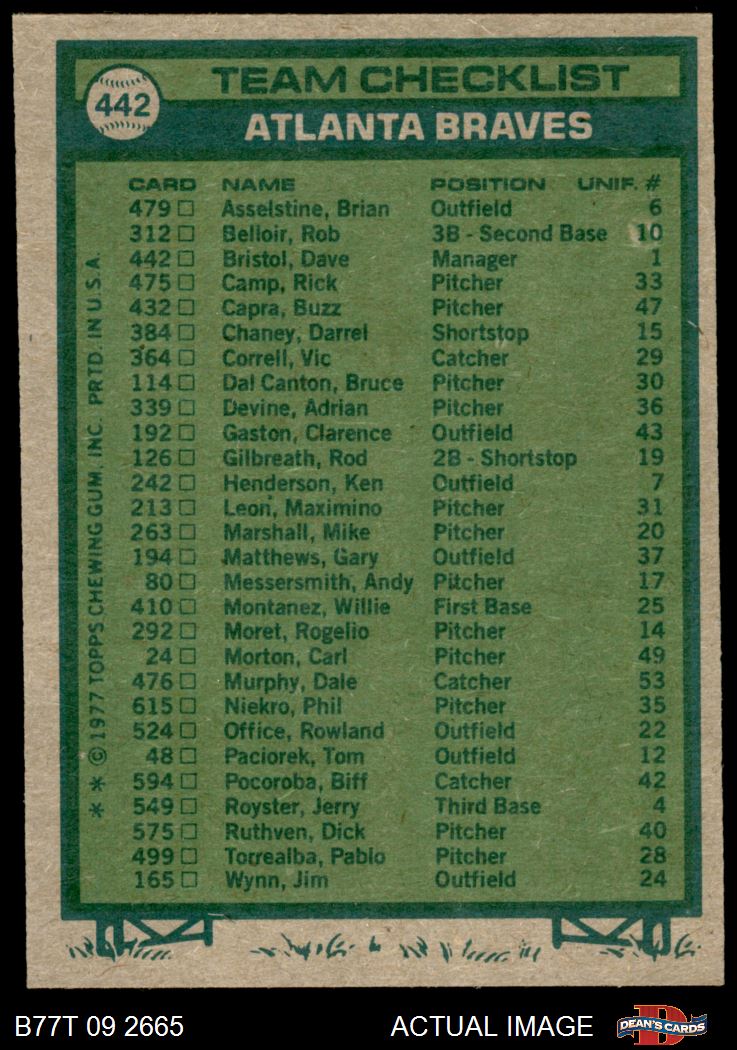 442
TEAM CHECKLIST
ATLANTA BRAVES
CARD NAME POSITION UNIF. #
479 Asselstine, Brian Outfield 6
312 Belloir, Rob 3B - Second Base 10
442 Bristol, Dave Manager 1
475 Camp, Rick Pitcher 33
432 Capra, Buzz Pitcher 47
384 Chaney, Darrel Shortstop 15
364 Correll, Vic Catcher 29
114 Dal Canton, Bruce Pitcher 30
339 Devine, Adrian Pitcher 36
192 Gaston, Clarence Outfield 43
126 Gilbreath, Rod 2B - Shortstop 19
242 Henderson, Ken Outfield 7
213 Leon, Maximino Pitcher 31
263 Marshall, Mike Pitcher 20
194 Matthews, Gary Outfield 37
80 Messersmith, Andy Pitcher 17
410 Montanez, Willie First Base 25
292 Moret, Rogelio Pitcher 14
24 Morton, Carl Pitcher 49
476 Murphy, Dale Catcher 53
615 Niekro, Phil Pitcher 35
524 Office, Rowland Outfield 22
48 Paciorek, Tom Outfield 12
594 Pocoroba, Biff Catcher 42
549 Royster, Jerry Third Base 4
575 Ruthven, Dick Pitcher 40
499 Torrealba, Pablo Pitcher 28
165 Wynn, Jim Outfield 24
* * © 1977 TOPPS CHEWING GUM, INC. PRTD. IN U.S.A.
B77T 09 2665 ACTUAL IMAGE
D
DEAN'S CARDS